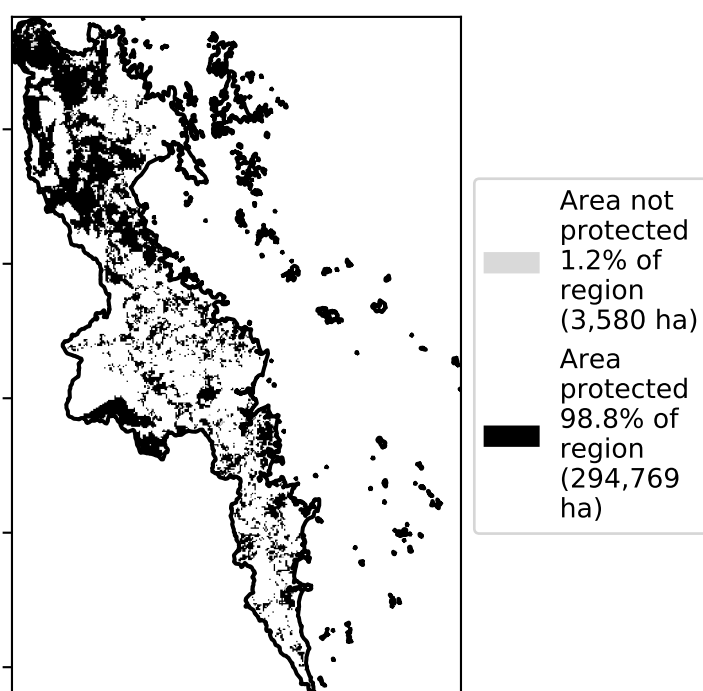 Area not
protected
1.2% of
region
(3,580 ha)
Area
protected
98.8% of
region
(294,769
ha)